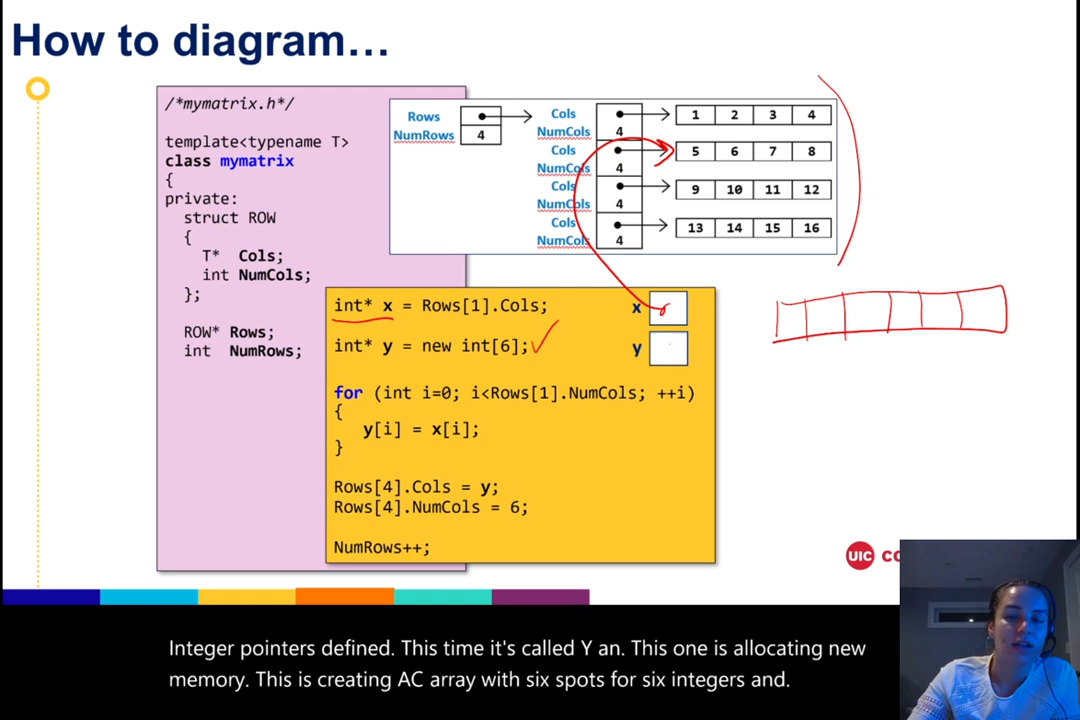 How to diagram...
/*mymatrix.h*/
template<typename T>
class mymatrix
{
private:
struct ROW
{
T* Cols;
int NumCols;
};
ROW* Rows;
int NumRows;
Rows
NumRows 4
Cols 1 2 3 4
NumCols 4
Cols 5 6 7 8
NumCols 4
Cols 9 10 11 12
NumCols 4
Cols 13 14 15 16
NumCols 4
int* x = Rows[1].Cols; x
int* y = new int[6]; y
for (int i=0; i<Rows[1].NumCols; ++i)
{
y[i] = x[i];
}
Rows[4].Cols = y;
Rows[4].NumCols = 6;
NumRows++;
UIC
Integer pointers defined. This time it's called Y an. This one is allocating new
memory. This is creating AC array with six spots for six integers and.